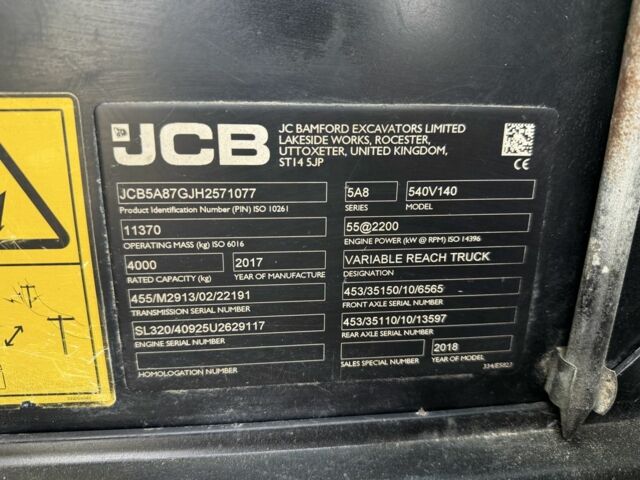 JCB
JC BAMFORD EXCAVATORS LIMITED
LAKESIDE WORKS, ROCESTER,
UTTOXETER, UNITED KINGDOM,
ST14 5JP
CE
JCB5A87GJH2571077
Product Identification Number (PIN) ISO 10261
5A8 540V140
SERIES MODEL
11370
OPERATING MASS (kg) ISO 6016
55@2200
ENGINE POWER (kW @ RPM) ISO 14396
4000 2017
RATED CAPACITY (kg) YEAR OF MANUFACTURE
VARIABLE REACH TRUCK
DESIGNATION
455/M2913/02/22191
TRANSMISSION SERIAL NUMBER
453/35150/10/6565
FRONT AXLE SERIAL NUMBER
SL320/40925U2629117
ENGINE SERIAL NUMBER
453/35110/10/13597
REAR AXLE SERIAL NUMBER
HOMOLOGATION NUMBER
2018
SALES SPECIAL NUMBER YEAR OF MODEL